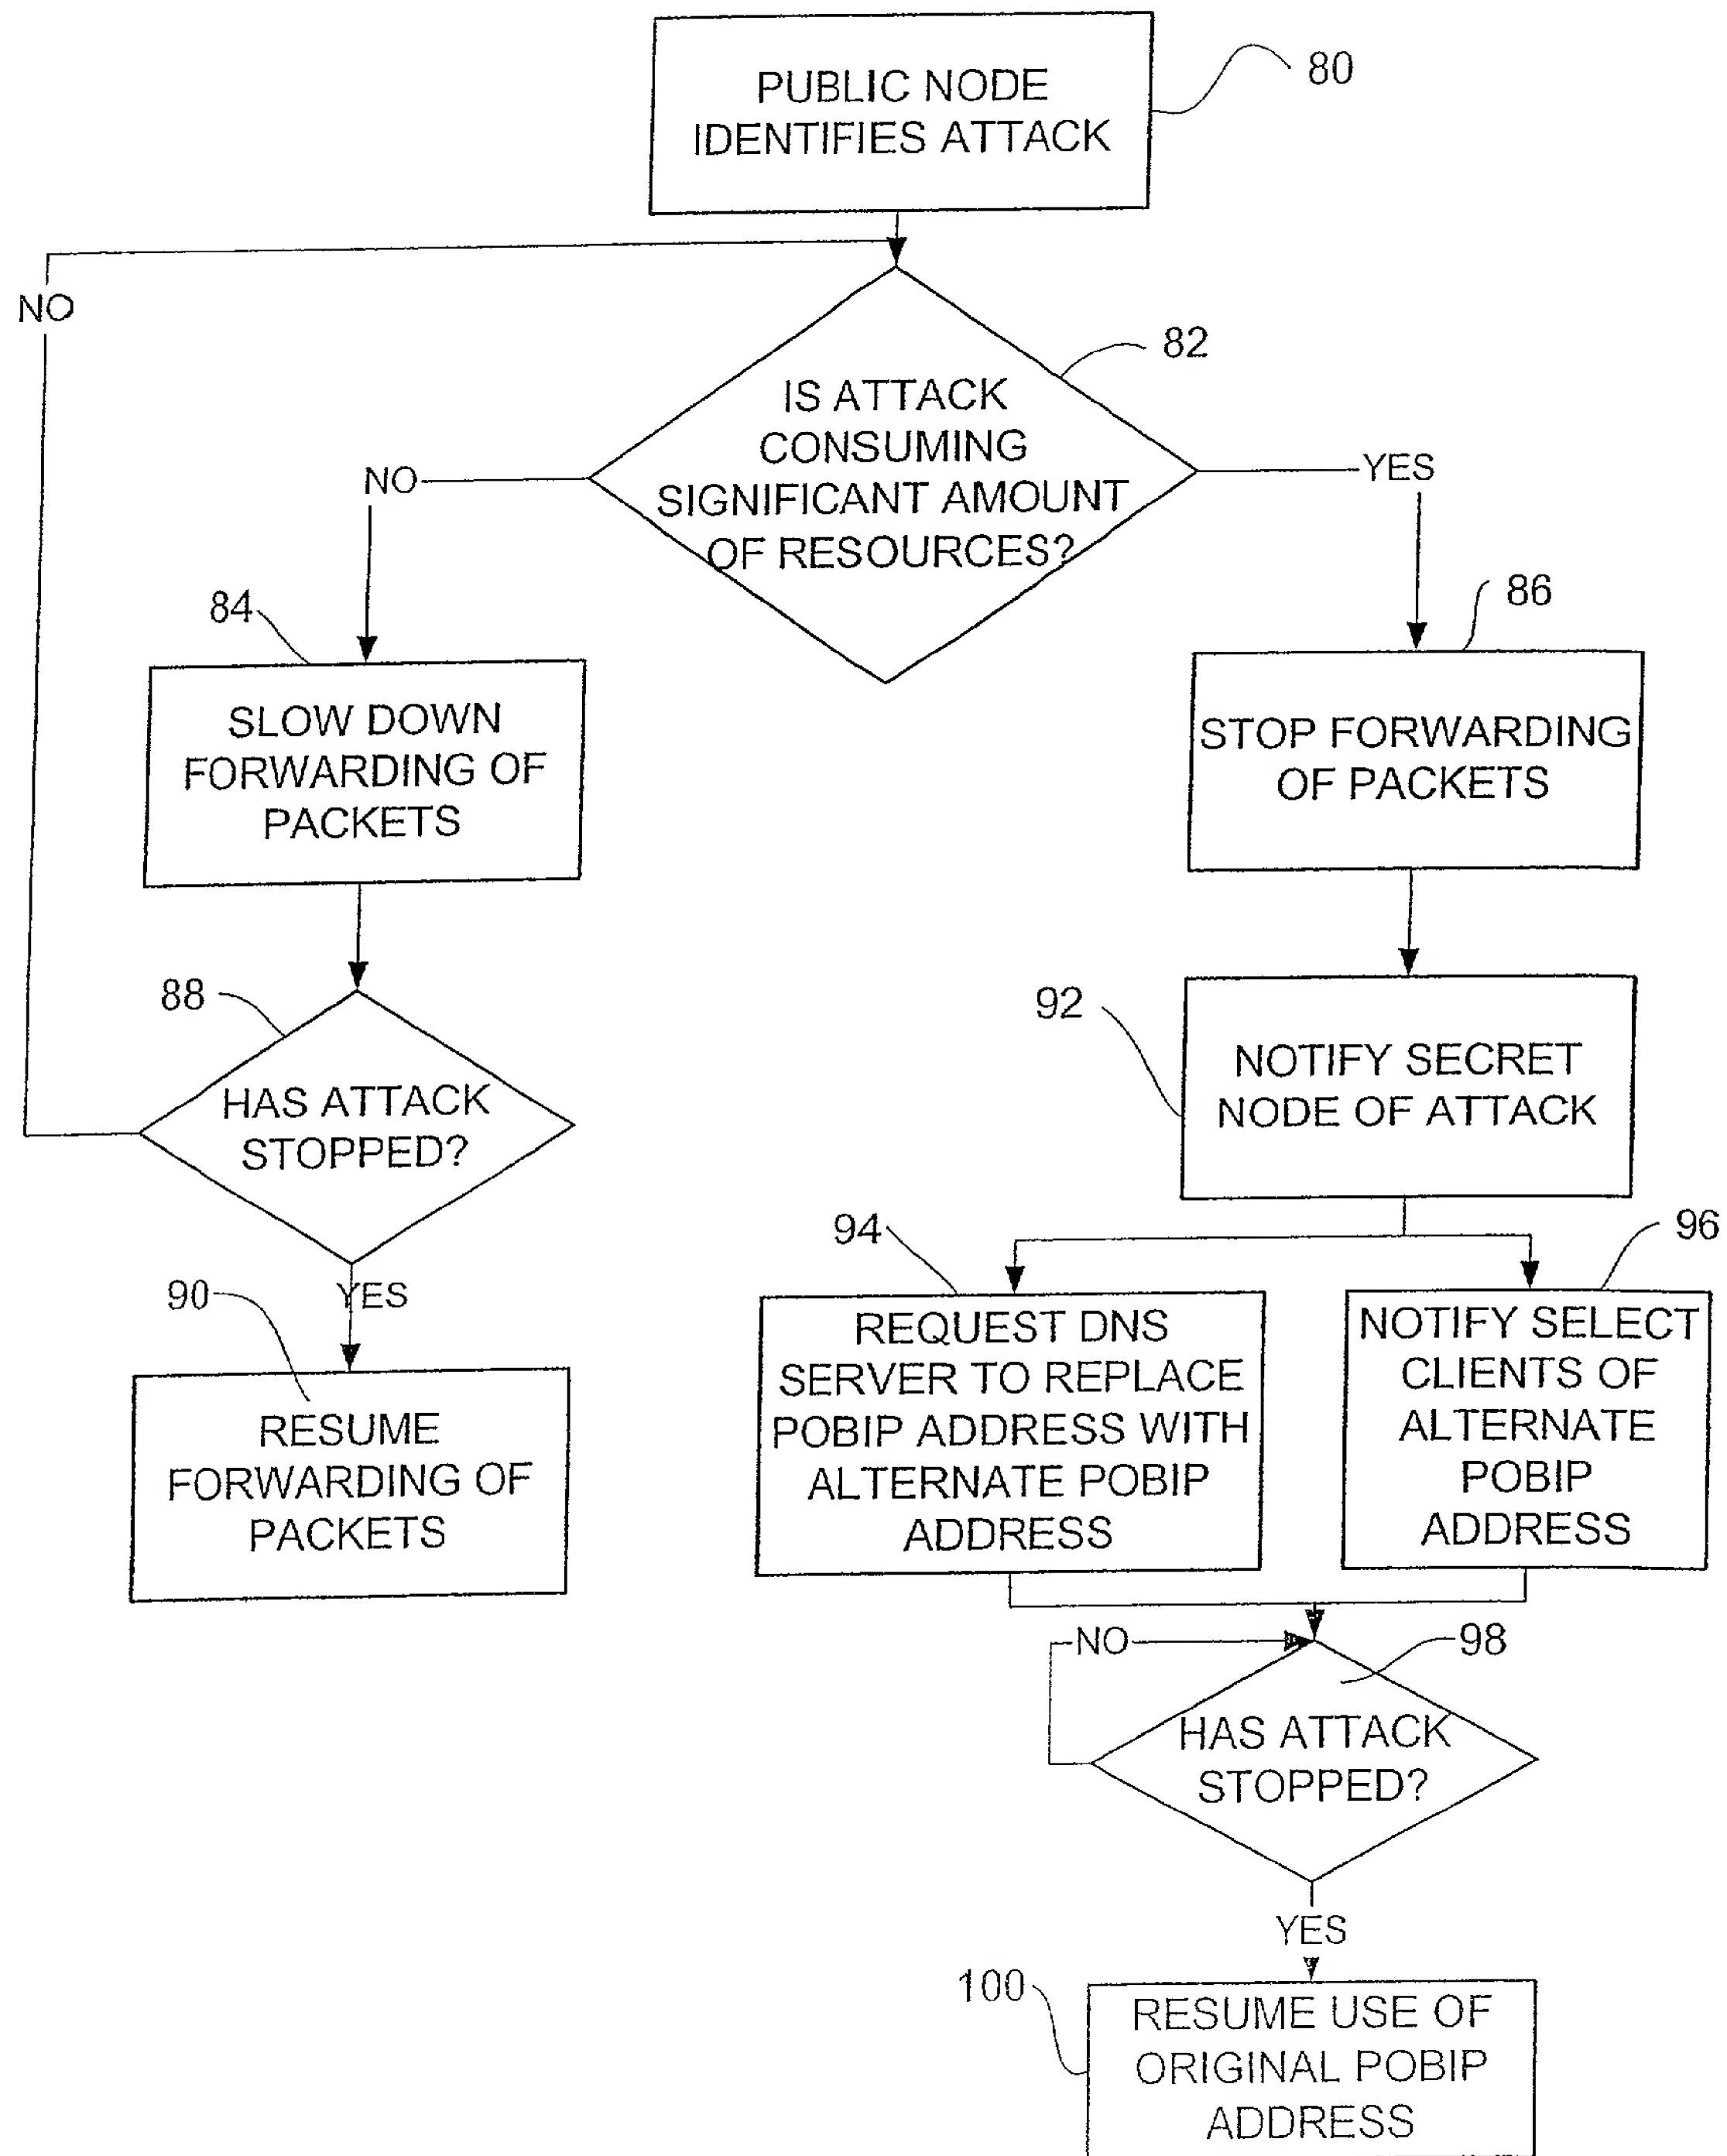 PUBLIC NODE
IDENTIFIES ATTACK
80
NO
82
IS ATTACK
CONSUMING
SIGNIFICANT AMOUNT
OF RESOURCES?
NO
YES
84
86
SLOW DOWN
FORWARDING OF
PACKETS
STOP FORWARDING
OF PACKETS
88
92
HAS ATTACK
STOPPED?
NOTIFY SECRET
NODE OF ATTACK
90
YES
94
96
RESUME
FORWARDING OF
PACKETS
REQUEST DNS
SERVER TO REPLACE
POBIP ADDRESS WITH
ALTERNATE POBIP
ADDRESS
NOTIFY SELECT
CLIENTS OF
ALTERNATE
POBIP
ADDRESS
NO
98
HAS ATTACK
STOPPED?
YES
100
RESUME USE OF
ORIGINAL POBIP
ADDRESS